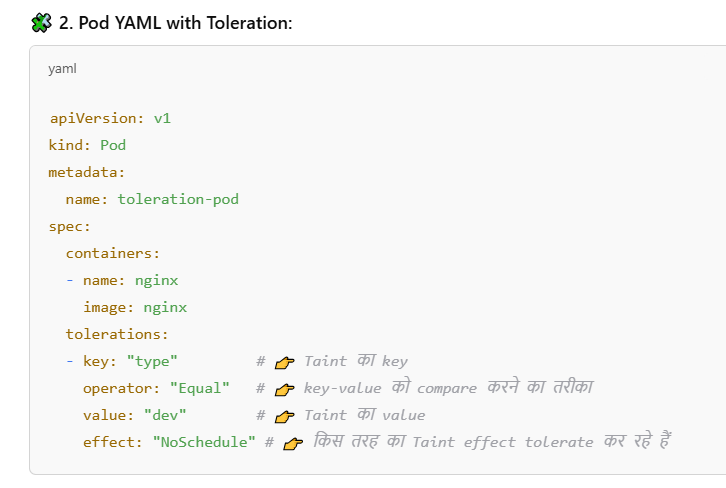 🧩 2. Pod YAML with Toleration:
yaml
apiVersion: v1
kind: Pod
metadata:
  name: toleration-pod
spec:
  containers:
  - name: nginx
    image: nginx
  tolerations:
  - key: "type"         # 👉 Taint का key
    operator: "Equal"   # 👉 key-value को compare करने का तरीका
    value: "dev"        # 👉 Taint का value
    effect: "NoSchedule" # 👉 किस तरह का Taint effect tolerate कर रहे हैं